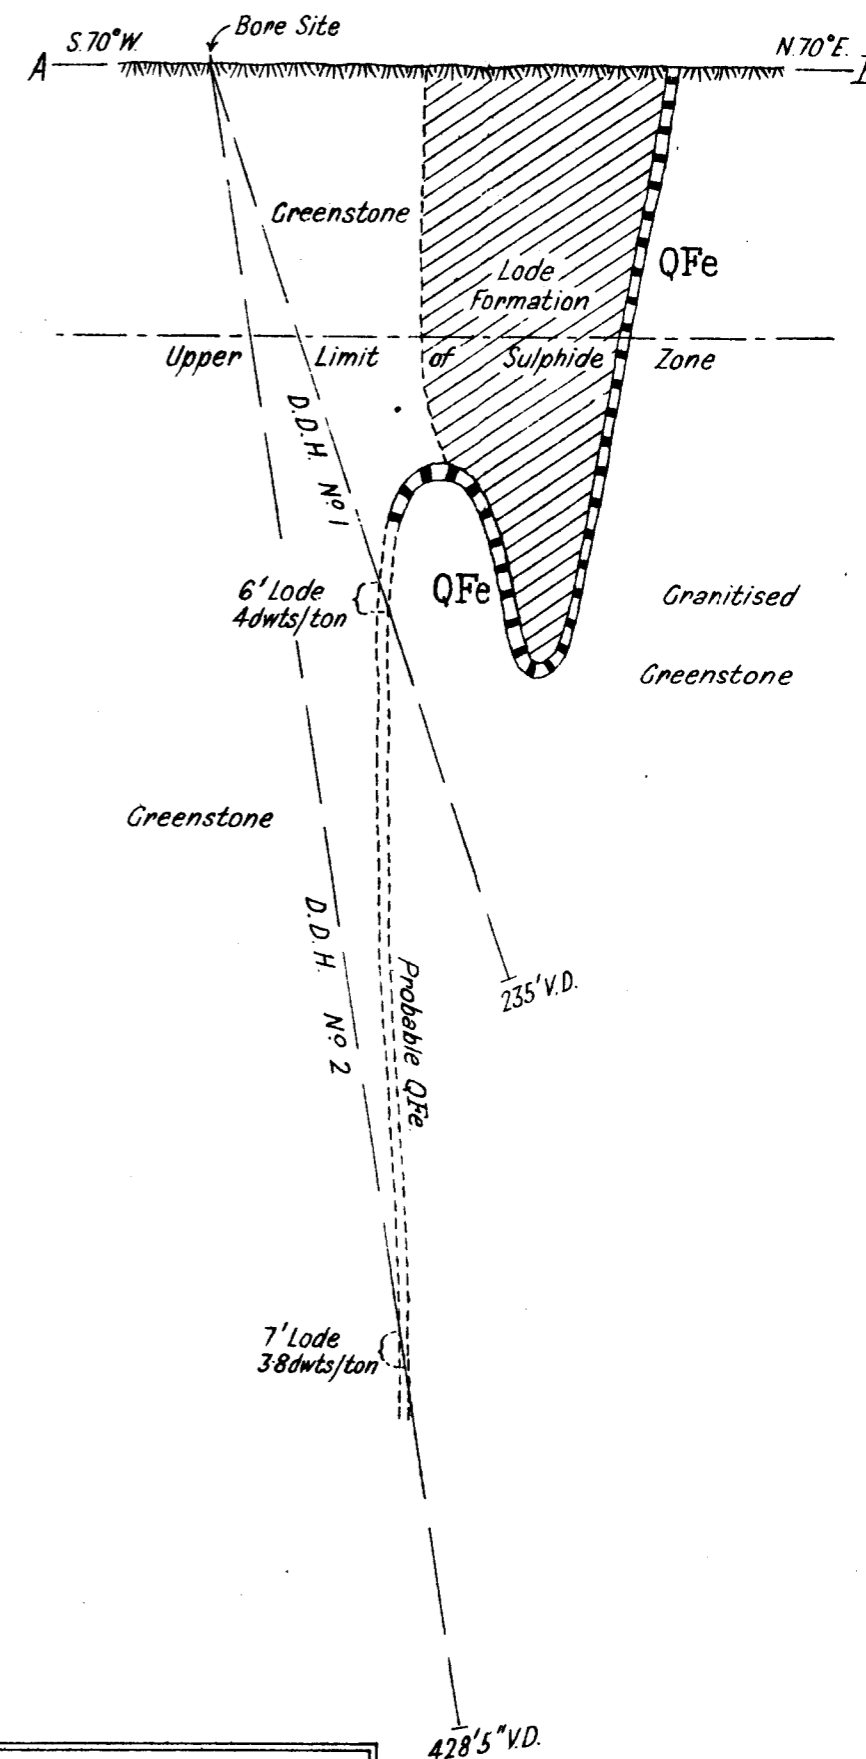 Bore Site
S.70°W.
N.70°E.
A
Greenstone
QFe
Lode
Formation
Upper Limit of Sulphide Zone
D.D.H. Nº 1
6' Lode
4dwts/ton
QFe
Granitised
Greenstone
Greenstone
D.D.H. Nº 2
Probable QFe
235' V.D.
7' Lode
3·8dwts/ton
428'5" V.D.